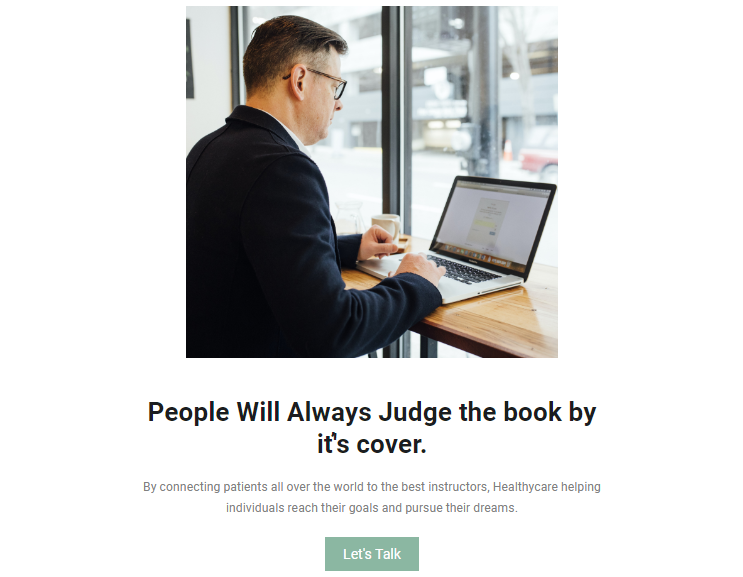 People Will Always Judge the book by
it's cover.
By connecting patients all over the world to the best instructors, Healthycare helping
individuals reach their goals and pursue their dreams.
Let's Talk